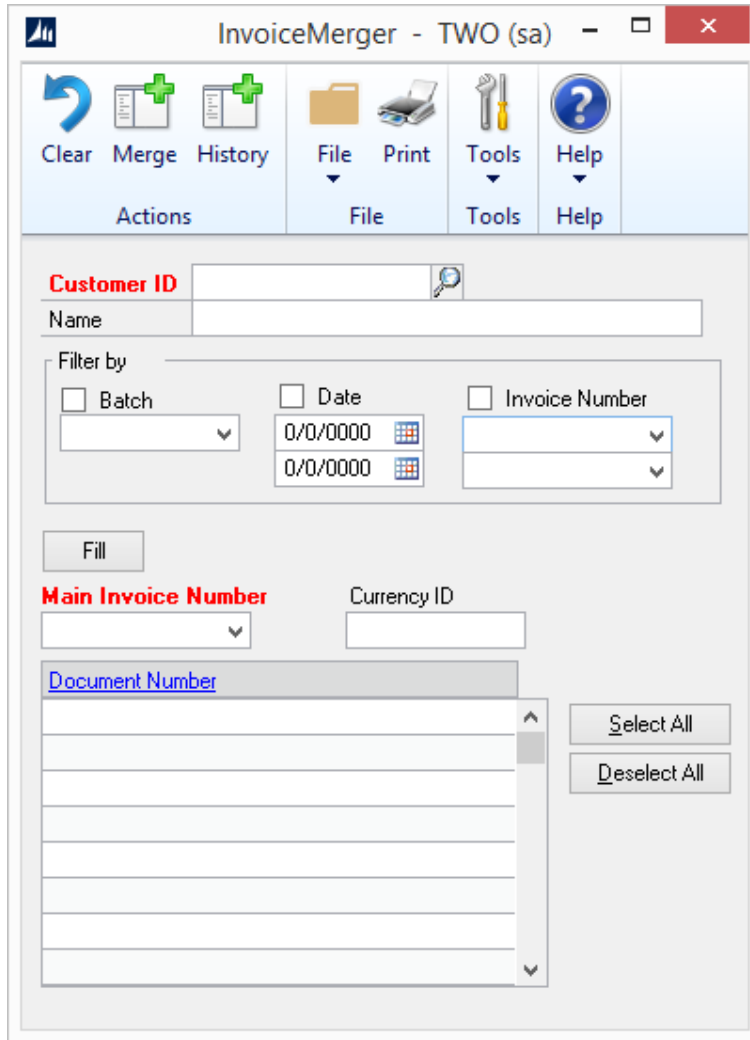 InvoiceMerger - TWO (sa)
Clear Merge History File Print Tools Help
Actions File Tools Help
Customer ID
Name
Filter by
Batch Date Invoice Number
0/0/0000
0/0/0000
Fill
Main Invoice Number Currency ID
Document Number
Select All
Deselect All